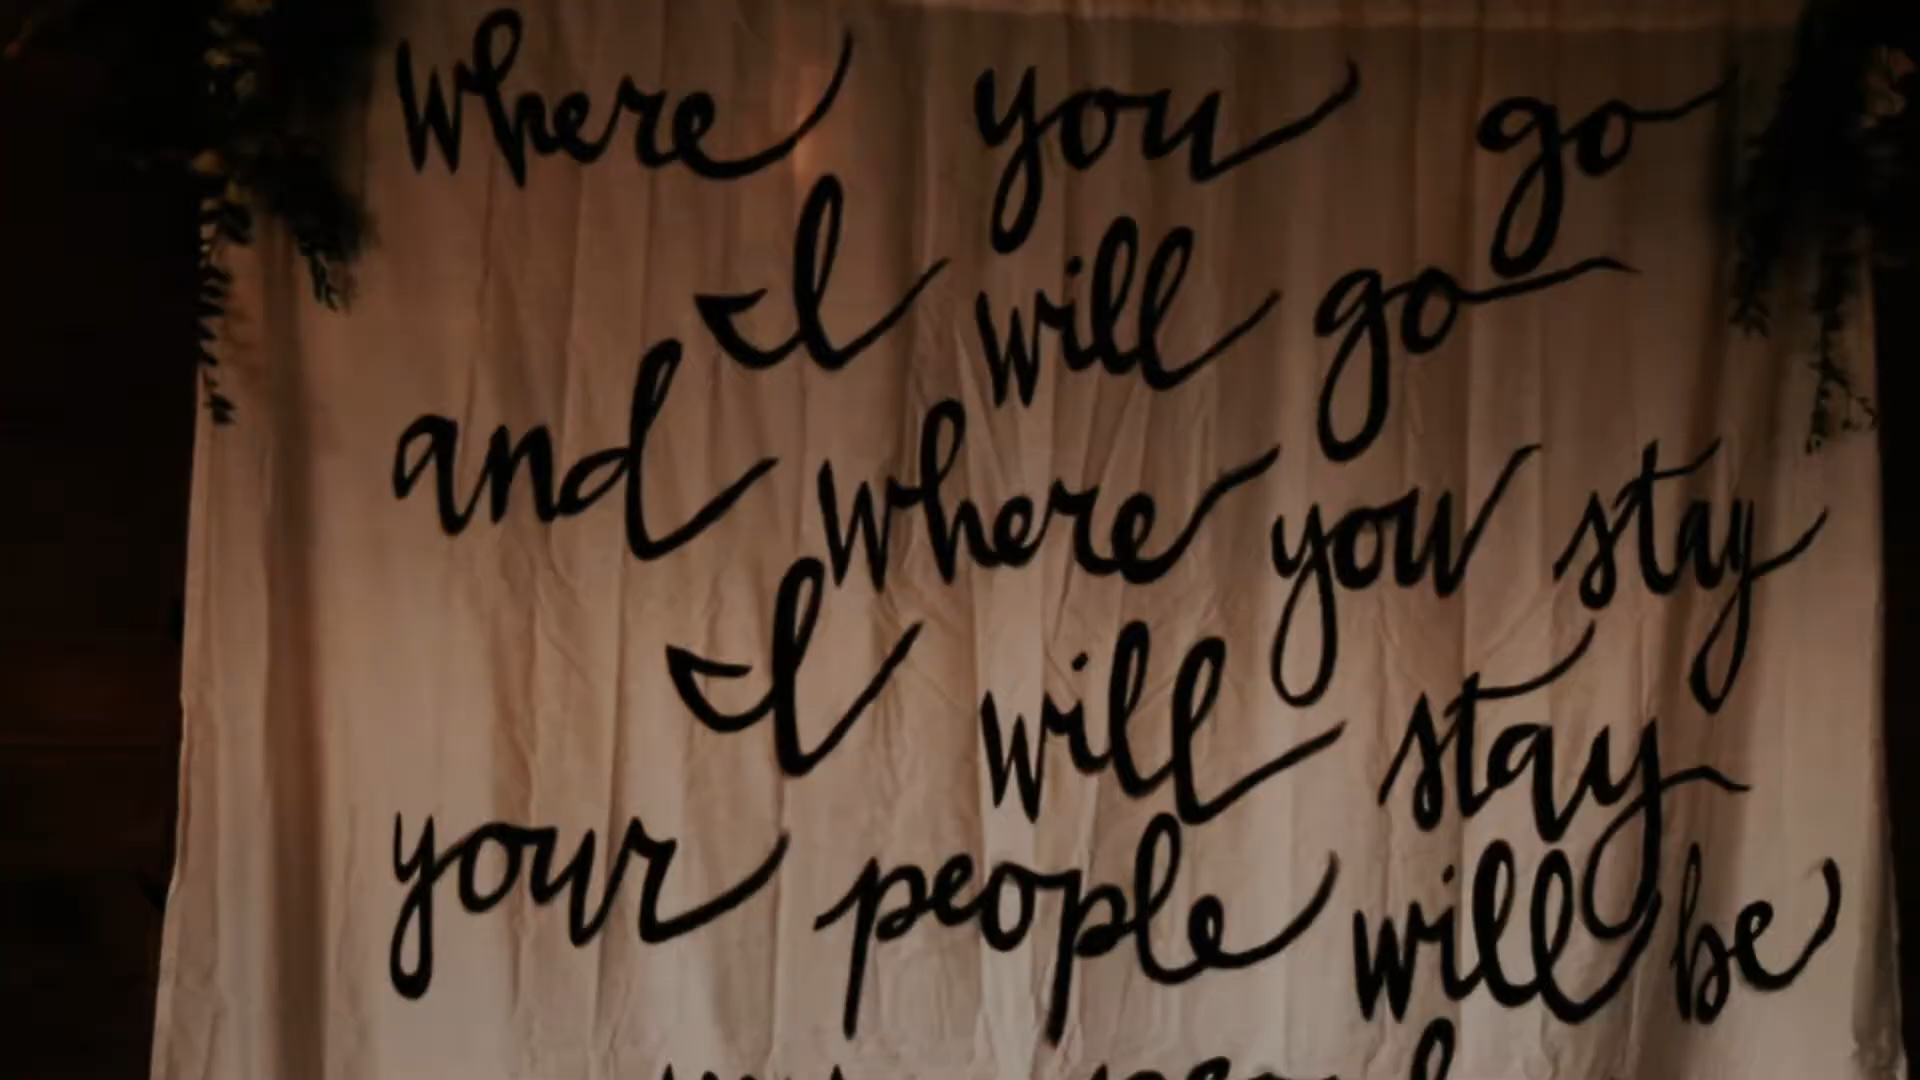 where you go
I will go
and where you stay
I will stay
your people will be